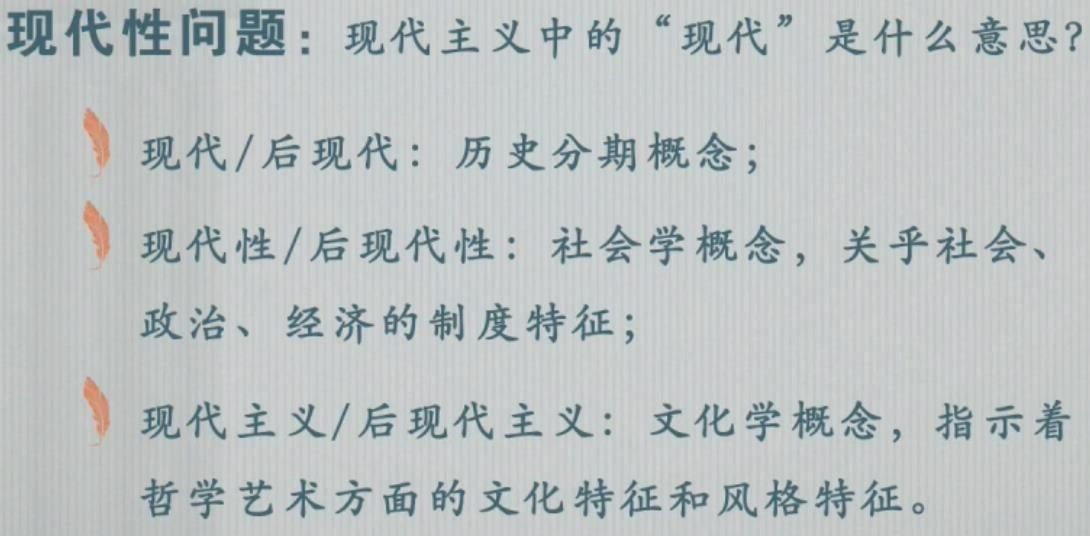 现代性问题：现代主义中的“现代”是什么意思？
现代/后现代：历史分期概念；
现代性/后现代性：社会学概念，关乎社会、
政治、经济的制度特征；
现代主义/后现代主义：文化学概念，指示着
哲学艺术方面的文化特征和风格特征。